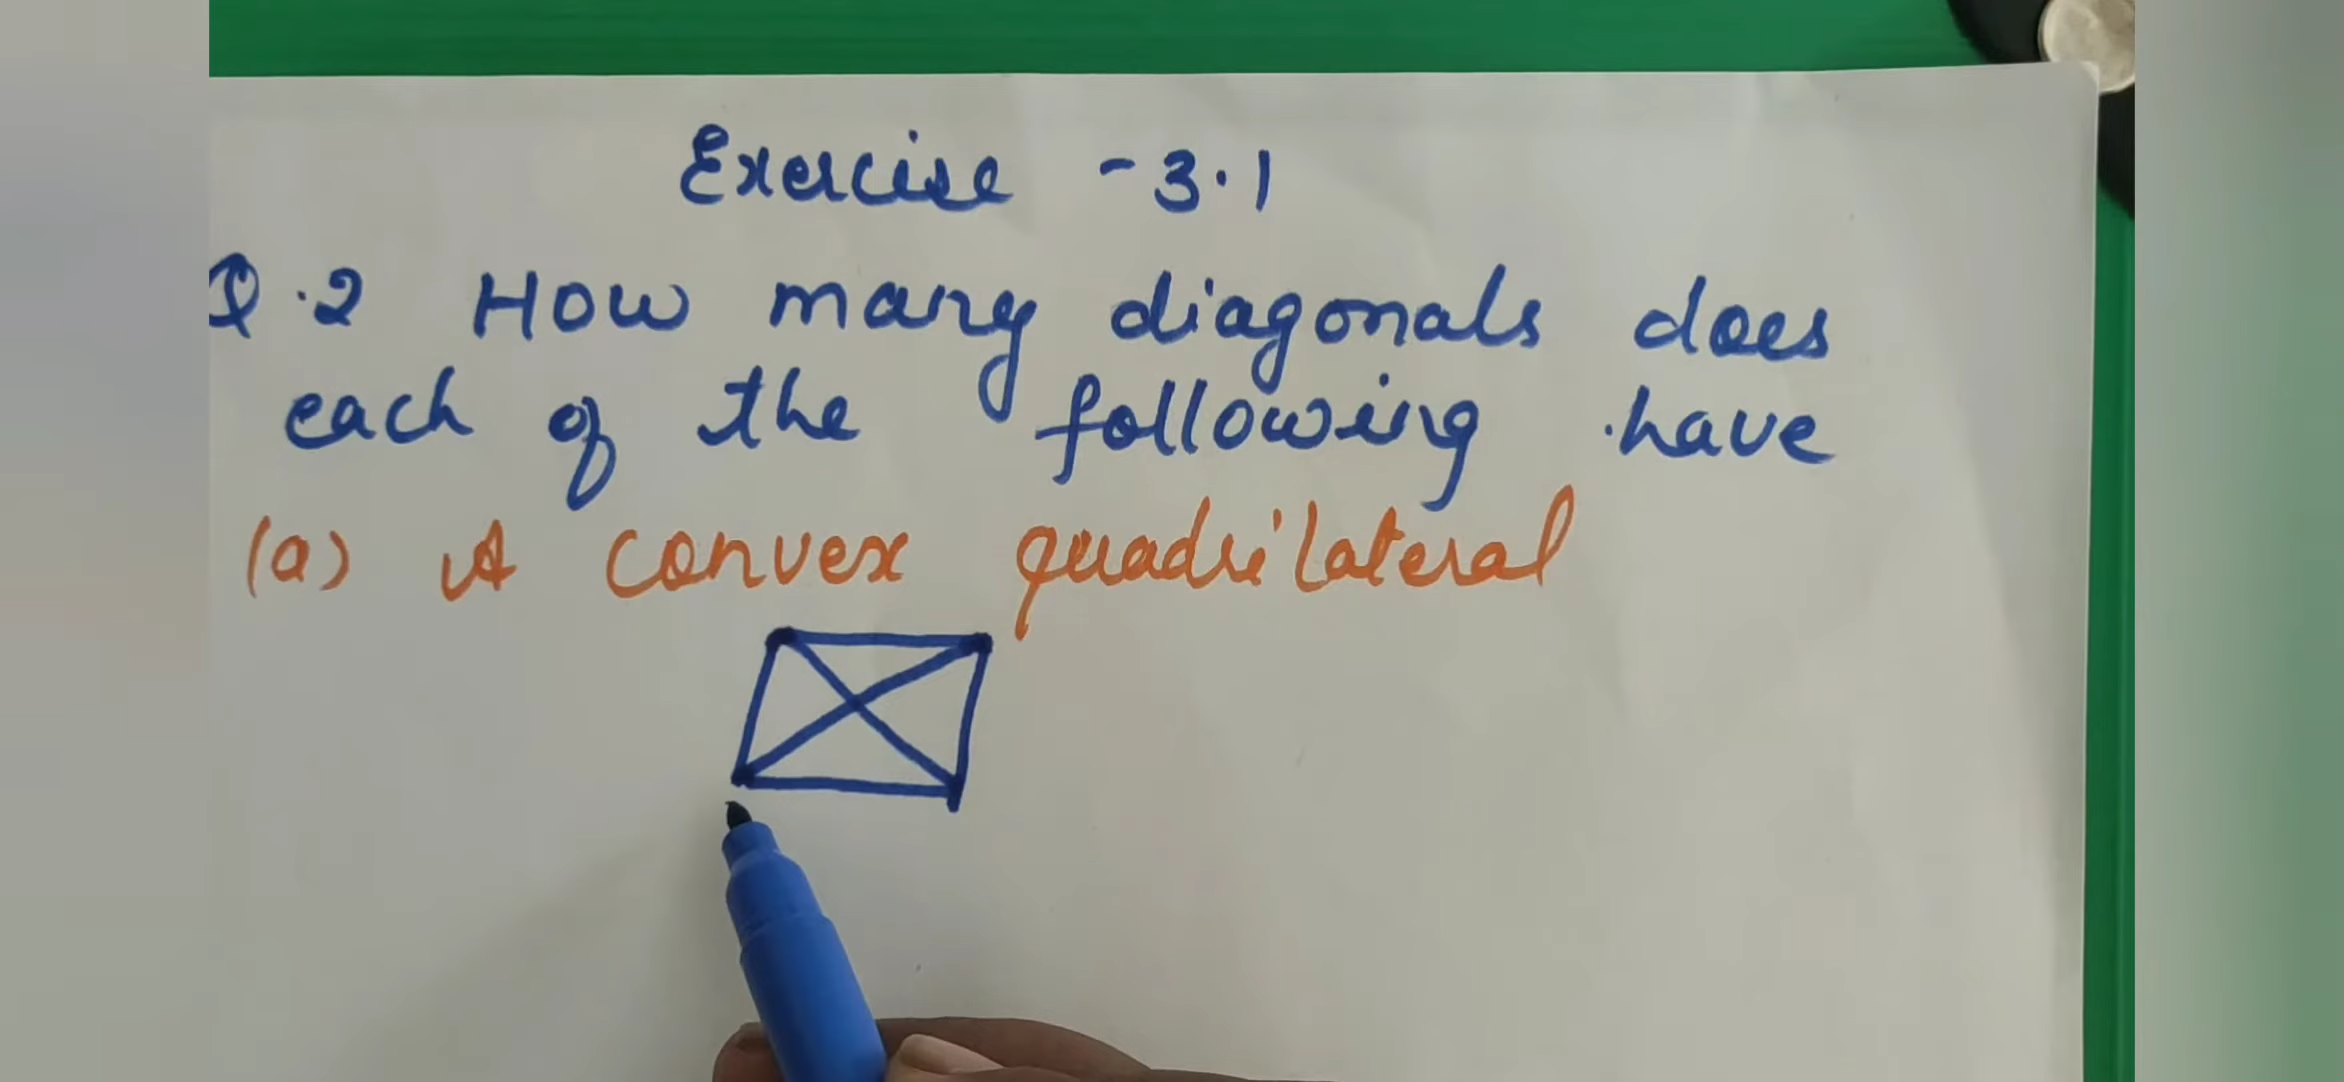 Exercise - 3.1
Q.2 How many diagonals does
each of the following have
(a) A convex quadrilateral